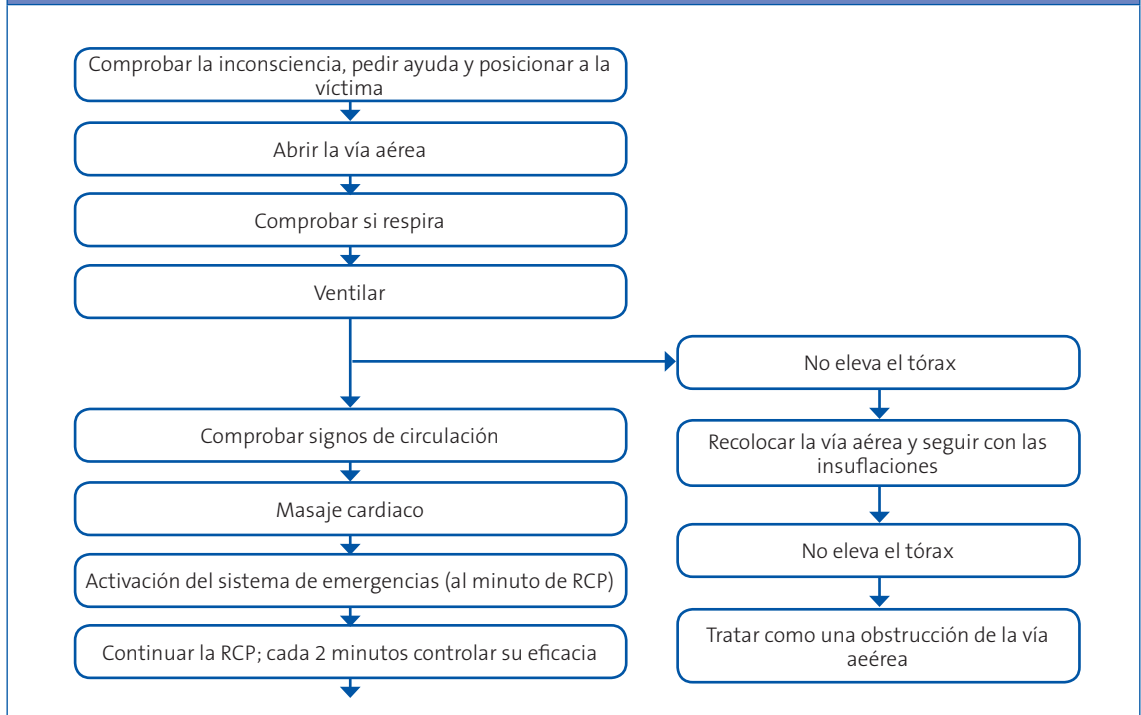 Comprobar la inconsciencia, pedir ayuda y posicionar a la
víctima
Abrir la vía aérea
Comprobar si respira
Ventilar
No eleva el tórax
Comprobar signos de circulación
Recolocar la vía aérea y seguir con las
insuflaciones
Masaje cardiaco
No eleva el tórax
Activación del sistema de emergencias (al minuto de RCP)
Tratar como una obstrucción de la vía
aeérea
Continuar la RCP; cada 2 minutos controlar su eficacia